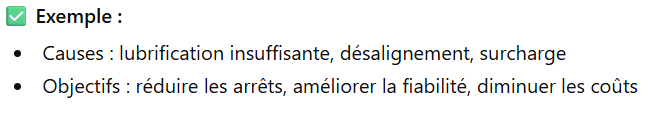 ✅ Exemple :
• Causes : lubrification insuffisante, désalignement, surcharge
• Objectifs : réduire les arrêts, améliorer la fiabilité, diminuer les coûts